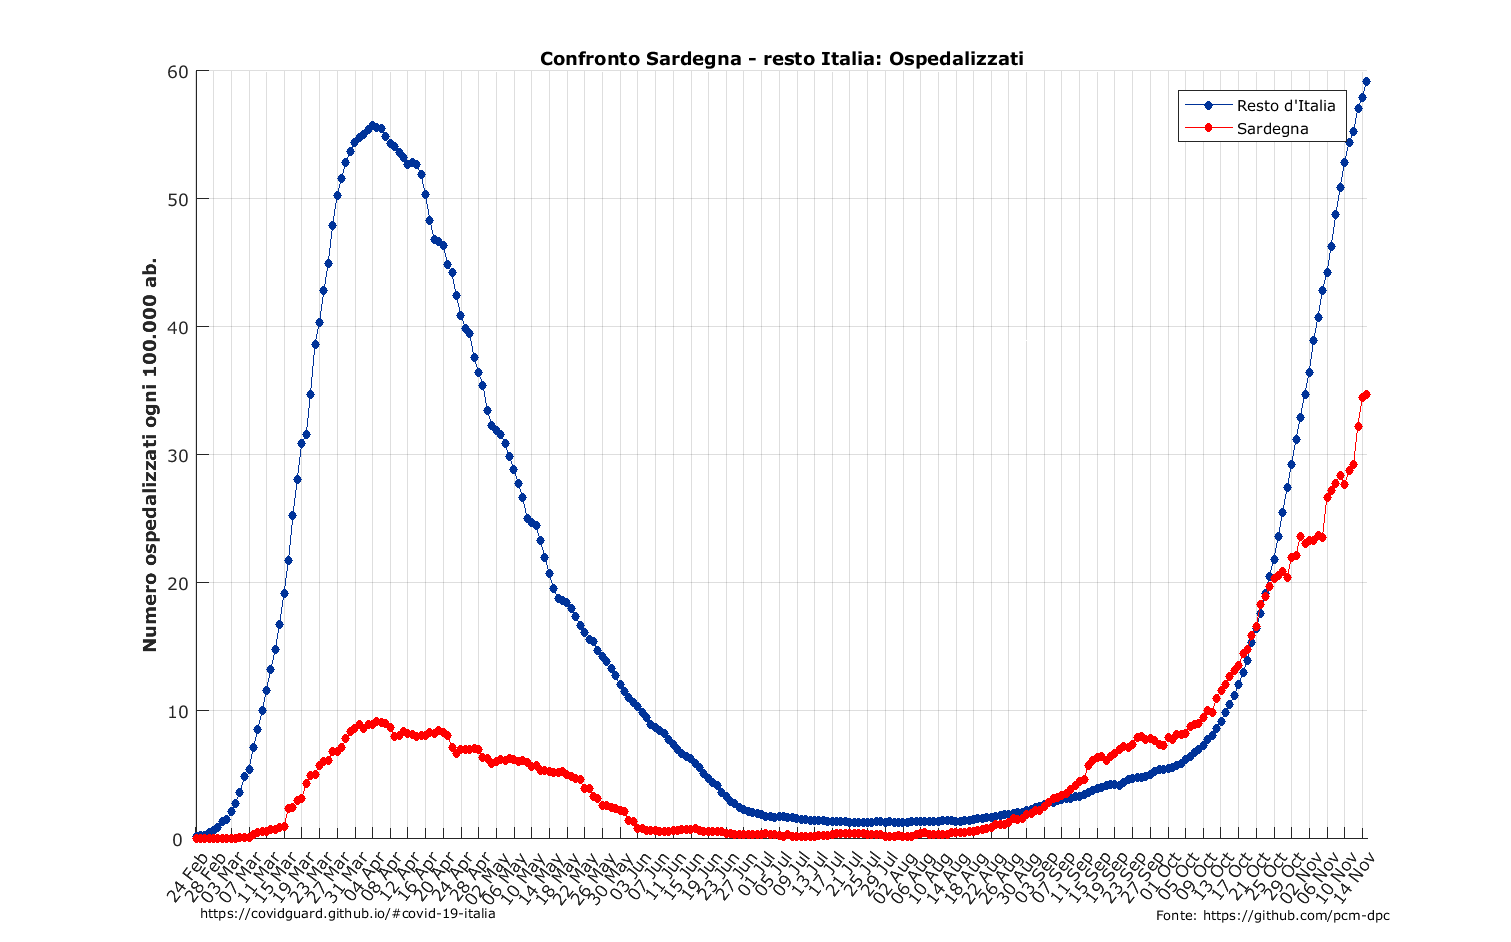 Confronto Sardegna - resto Italia: Ospedalizzati
Resto d'Italia
Sardegna
Numero ospedalizzati ogni 100.000 ab.
60
50
40
30
20
10
0
24 Feb
28 Feb
03 Mar
07 Mar
11 Mar
15 Mar
19 Mar
23 Mar
27 Mar
31 Mar
04 Apr
08 Apr
12 Apr
16 Apr
20 Apr
24 Apr
28 Apr
02 May
06 May
10 May
14 May
18 May
22 May
26 May
30 May
03 Jun
07 Jun
11 Jun
15 Jun
19 Jun
23 Jun
27 Jun
01 Jul
05 Jul
09 Jul
13 Jul
17 Jul
21 Jul
25 Jul
29 Jul
02 Aug
06 Aug
10 Aug
14 Aug
18 Aug
22 Aug
26 Aug
30 Aug
03 Sep
07 Sep
11 Sep
15 Sep
19 Sep
23 Sep
27 Sep
01 Oct
05 Oct
09 Oct
13 Oct
17 Oct
21 Oct
25 Oct
29 Oct
02 Nov
06 Nov
10 Nov
14 Nov
https://covidguard.github.io/#covid-19-italia
Fonte: https://github.com/pcm-dpc